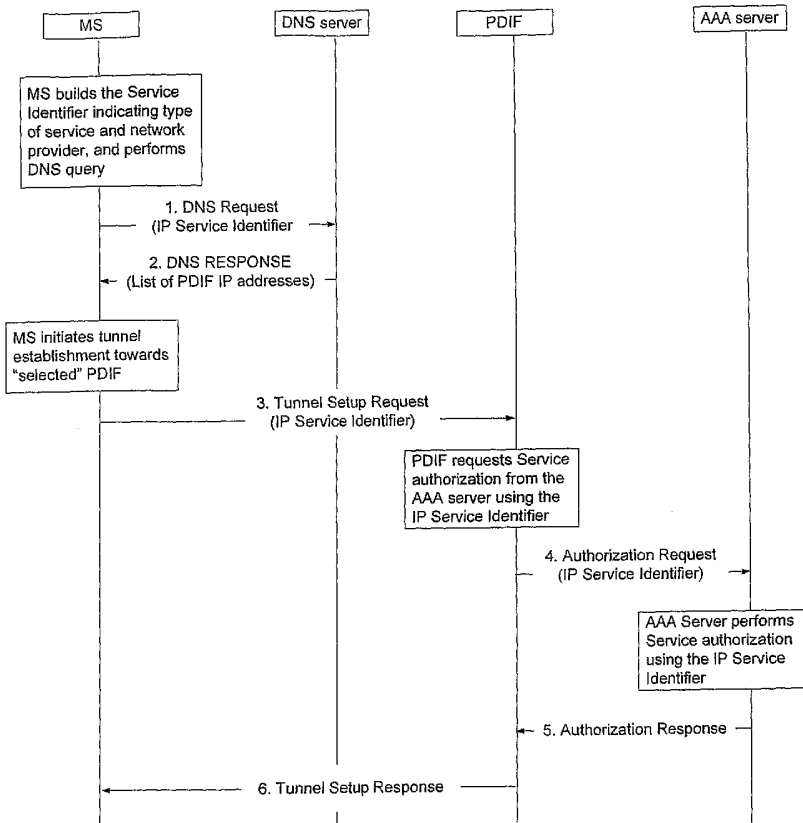 MS
DNS server
PDIF
AAA server
MS builds the Service
Identifier indicating type
of service and network
provider, and performs
DNS query
1. DNS Request
(IP Service Identifier
2. DNS RESPONSE
(List of PDIF IP addresses)
MS initiates tunnel
establishment towards
"selected" PDIF
3. Tunnel Setup Request
(IP Service Identifier)
PDIF requests Service
authorization from the
AAA server using the
IP Service Identifier
4. Authorization Request
(IP Service Identifier)
AAA Server performs
Service authorization
using the IP Service
Identifier
5. Authorization Response
6. Tunnel Setup Response